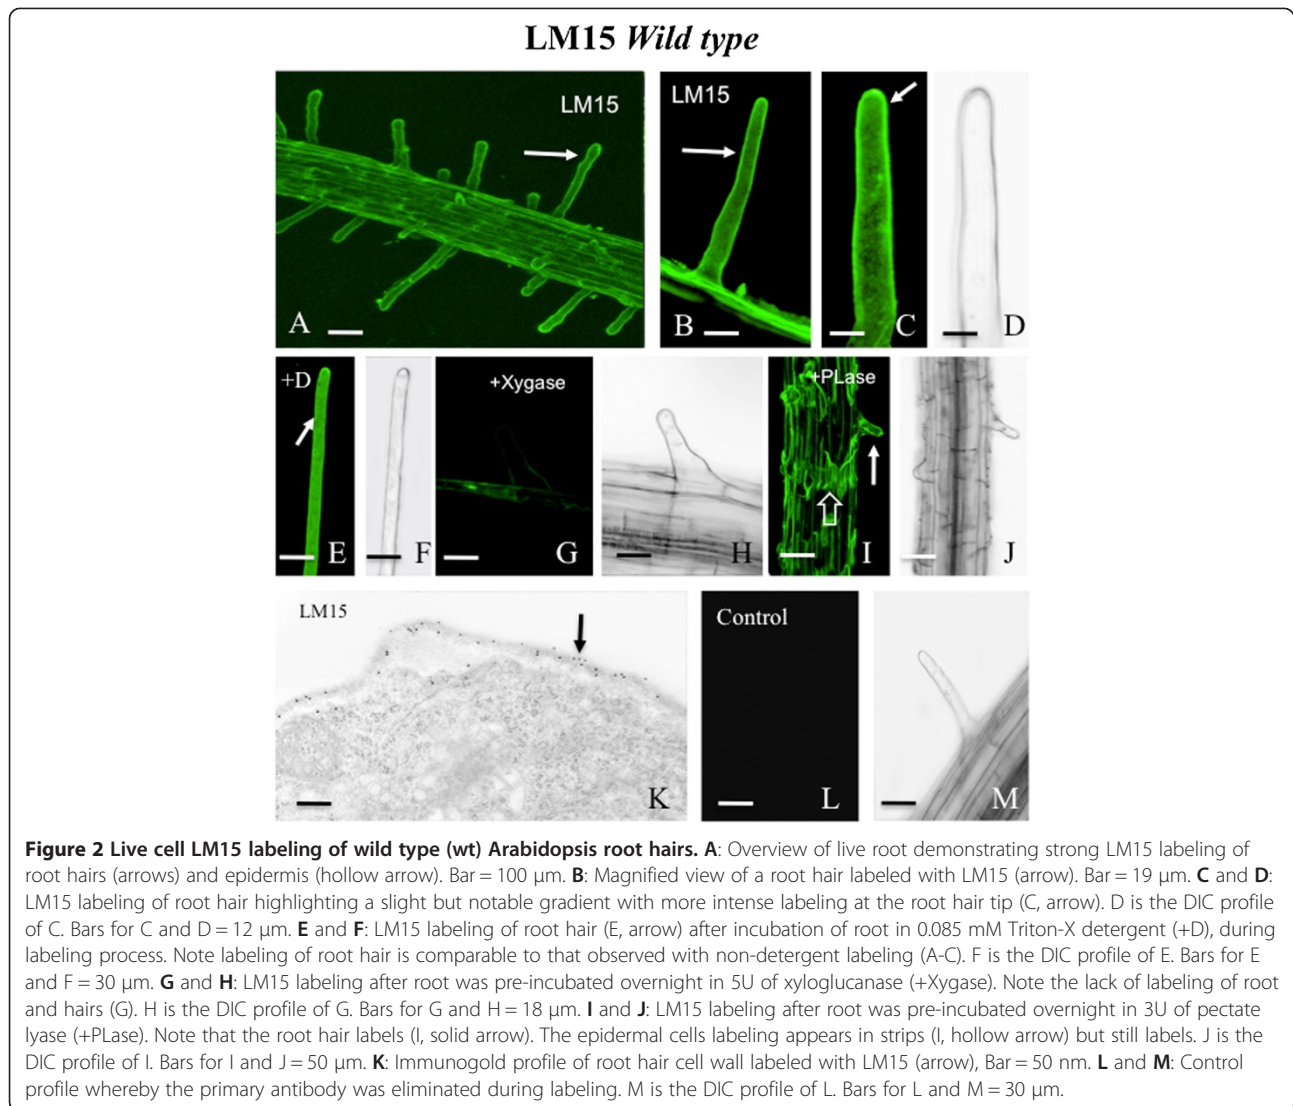 LM15 Wild type
LM15
A
LM15
B
C
D
+D
E
F
+Xygase
G
H
+PLase
I
J
LM15
K
Control
L
M
Figure 2 Live cell LM15 labeling of wild type (wt) Arabidopsis root hairs. A: Overview of live root demonstrating strong LM15 labeling of
root hairs (arrows) and epidermis (hollow arrow). Bar = 100 µm. B: Magnified view of a root hair labeled with LM15 (arrow). Bar = 19 µm. C and D:
LM15 labeling of root hair highlighting a slight but notable gradient with more intense labeling at the root hair tip (C, arrow). D is the DIC profile
of C. Bars for C and D = 12 µm. E and F: LM15 labeling of root hair (E, arrow) after incubation of root in 0.085 mM Triton-X detergent (+D), during
labeling process. Note labeling of root hair is comparable to that observed with non-detergent labeling (A-C). F is the DIC profile of E. Bars for E
and F = 30 µm. G and H: LM15 labeling after root was pre-incubated overnight in 5U of xyloglucanase (+Xygase). Note the lack of labeling of root
and hairs (G). H is the DIC profile of G. Bars for G and H = 18 µm. I and J: LM15 labeling after root was pre-incubated overnight in 3U of pectate
lyase (+PLase). Note that the root hair labels (I, solid arrow). The epidermal cells labeling appears in strips (I, hollow arrow) but still labels. J is the
DIC profile of I. Bars for I and J = 50 µm. K: Immunogold profile of root hair cell wall labeled with LM15 (arrow), Bar = 50 nm. L and M: Control
profile whereby the primary antibody was eliminated during labeling. M is the DIC profile of L. Bars for L and M = 30 µm.